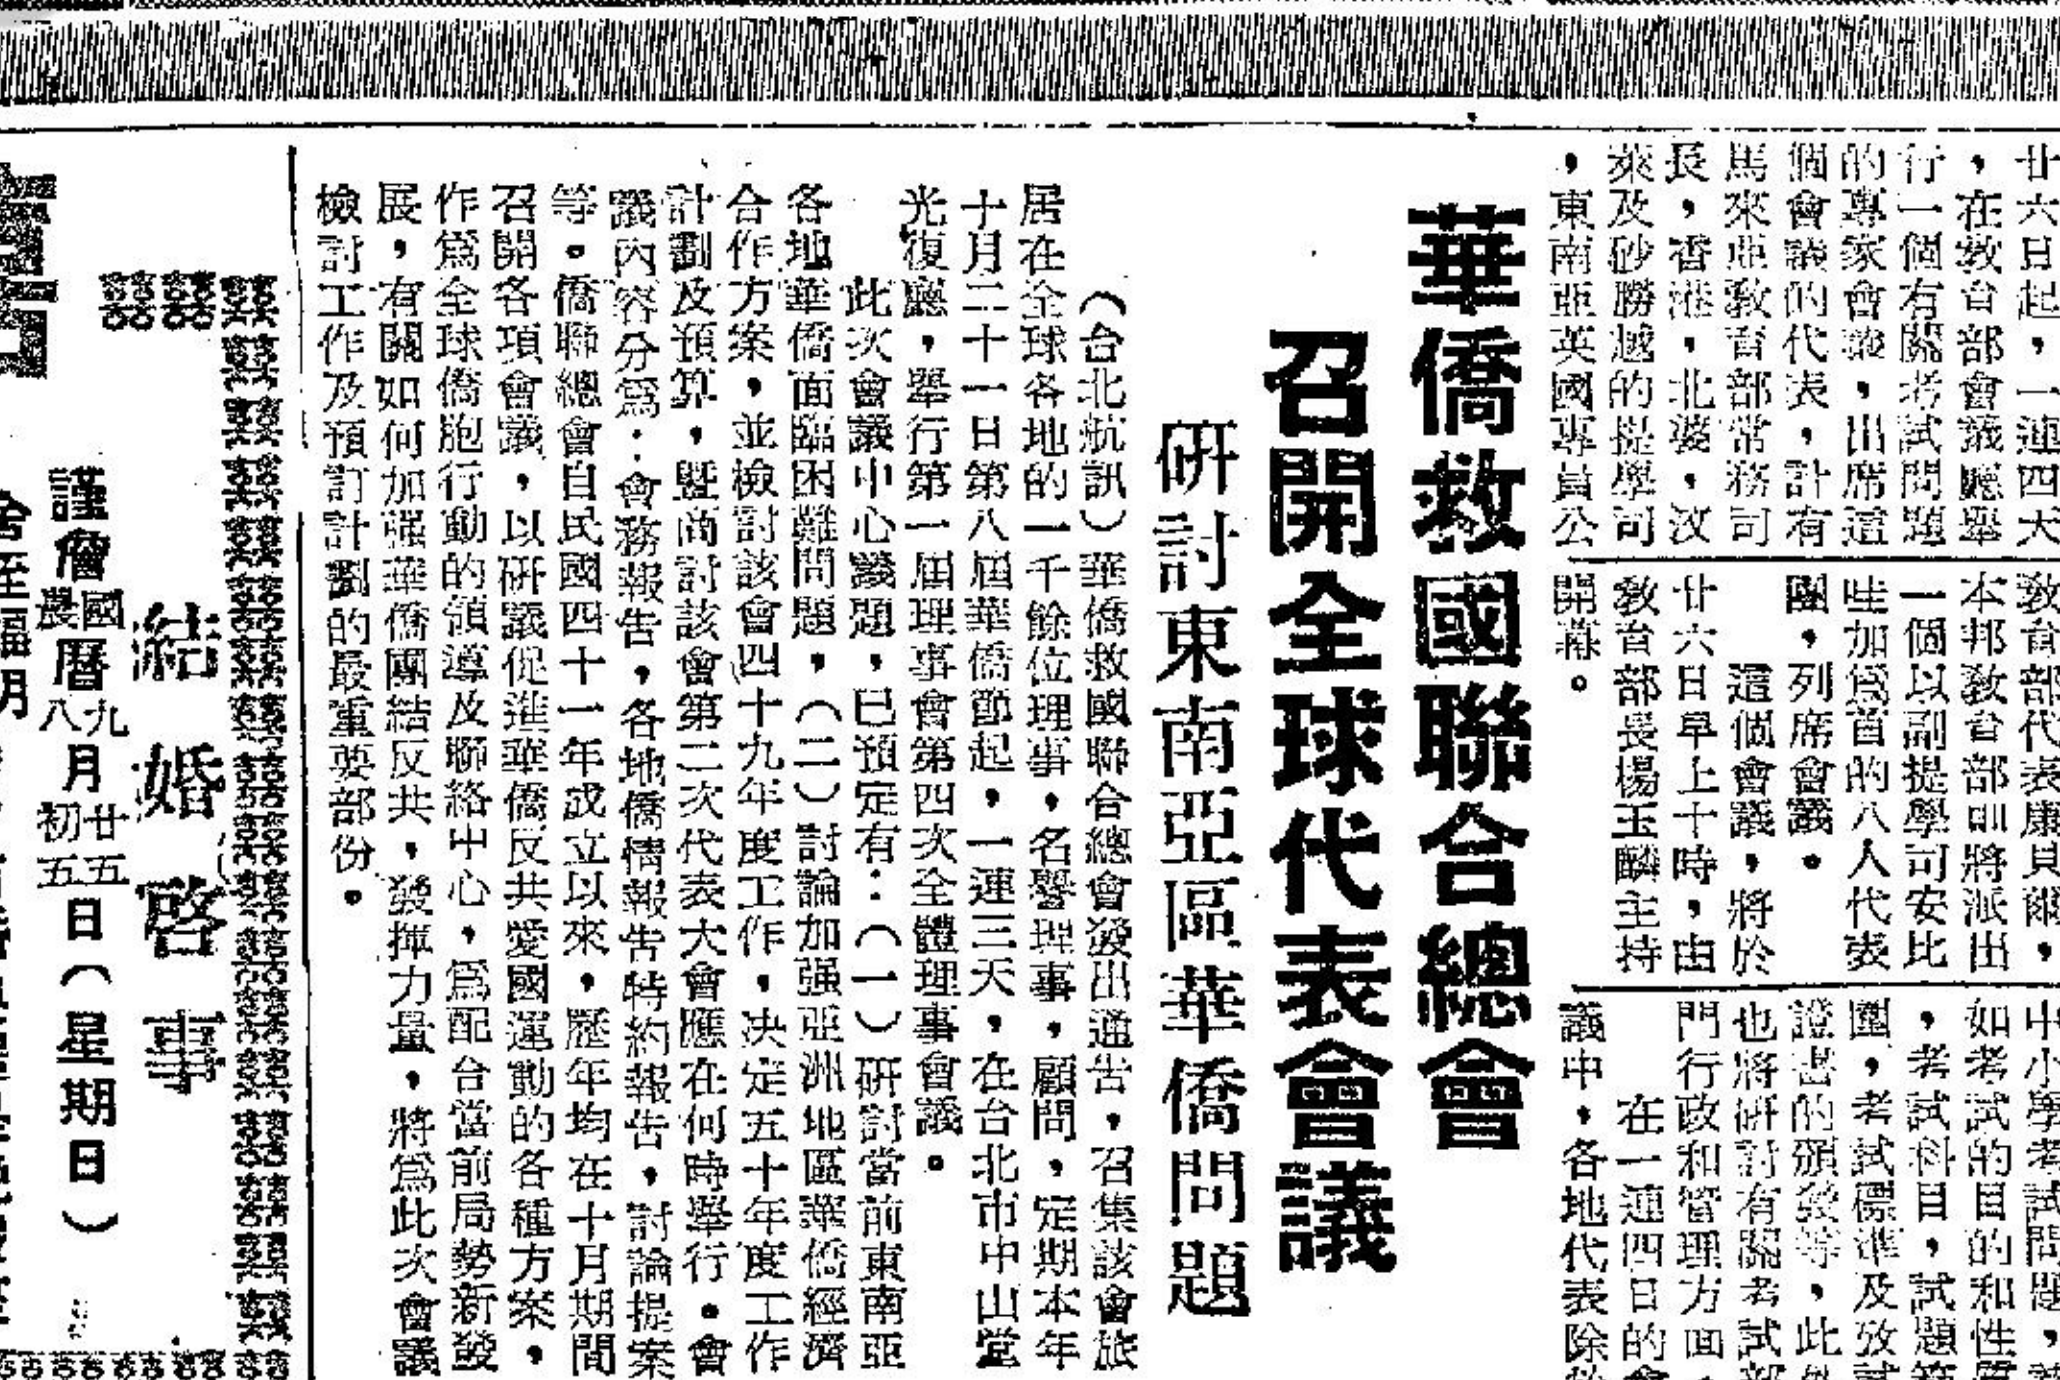 廿六日起，一連四天
，在教育部會議廳舉
行一個有關考試問題
的專家會議，出席這
個會議的代表，計有
馬來亞教育部常務司
長，香港，北婆，汶
萊及砂勝越的提學司
，東南亞英國專員公
教育部代表康貝爾，
本邦教育部則將派出
一個以副提學司安比
哇加爲首的八人代表
團，列席會議。
這個會議，將於
廿六日早上十時，由
教育部長楊玉麟主持
開幕。
中小學考試問題，
如考試的目的和性質
，考試科目，試題範
圍，考試標準及攷試
證書的頒發等，此外
也將研討有關考試部
門行政和管理方面
在一連四日的會
議中，各地代表除
華僑救國聯合總會
召開全球代表會議
研討東南亞區華僑問題
（台北航訊）華僑救國聯合總會發出通告，召集該會旅
居在全球各地的一千餘位理事，名譽理事，顧問，定期本年
十月二十一日第八屆華僑節起，一連三天，在台北市中山堂
光復廳，舉行第一屆理事會第四次全體理事會議。
此次會議中心議題，已預定有：（一）研討當前東南亞
各地華僑面臨困難問題，（二）討論加强亞洲地區華僑經濟
合作方案，並檢討該會四十九年度工作，決定五十年度工作
計劃及預算，曁商討該會第二次代表大會應在何時舉行。會
議內容分爲：會務報告，各地僑情報告特約報告，討論提案
等。僑聯總會自民國四十一年成立以來，歷年均在十月期間
召開各項會議，以研議促進華僑反共愛國運動的各種方案，
作爲全球僑胞行動的領導及聯絡中心，爲配合當前局勢新發
展，有關如何加强華僑團結反共，發揮力量，將爲此次會議
檢討工作及預訂計劃的最重要部份。
結婚啓事
謹詹國曆九月廿五日（星期日）
農 八 初五
舍姪福明